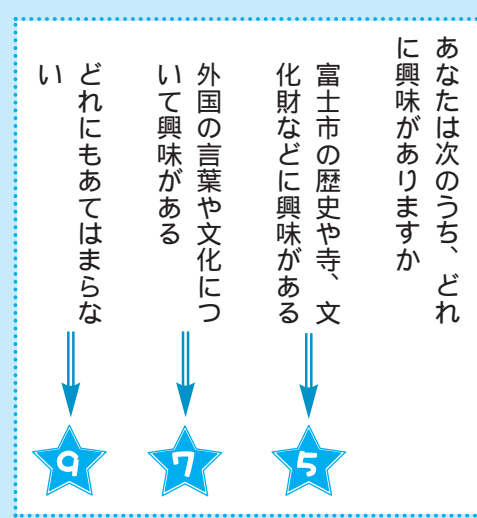 あなたは次のうち、どれ
に興味がありますか
富士市の歴史や寺、文
化財などに興味がある
5
外国の言葉や文化につ
いて興味がある
7
どれにもあてはまらな
い
9